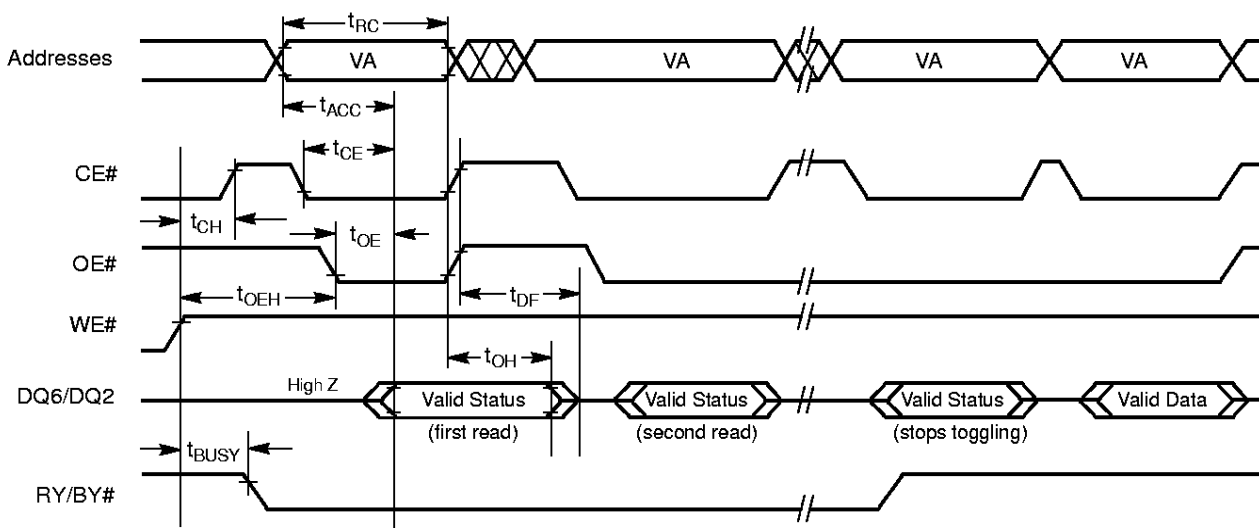 tRC
Addresses VA VA VA VA
tACC
tCE
CE#
tCH tOE
OE#
tOEH tDF
WE#
tOH
High Z
DQ6/DQ2 Valid Status Valid Status Valid Status Valid Data
(first read) (second read) (stops toggling)
tBUSY
RY/BY#